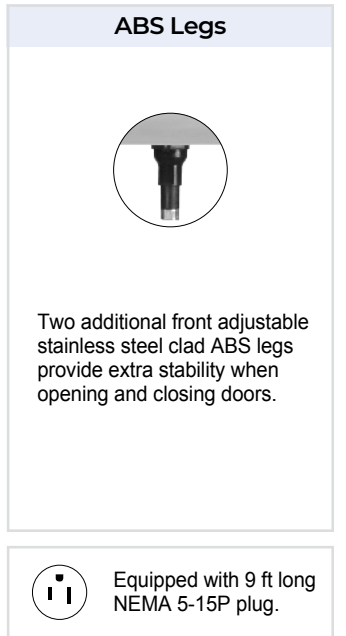 ABS Legs
Two additional front adjustable
stainless steel clad ABS legs
provide extra stability when
opening and closing doors.
Equipped with 9 ft long
NEMA 5-15P plug.